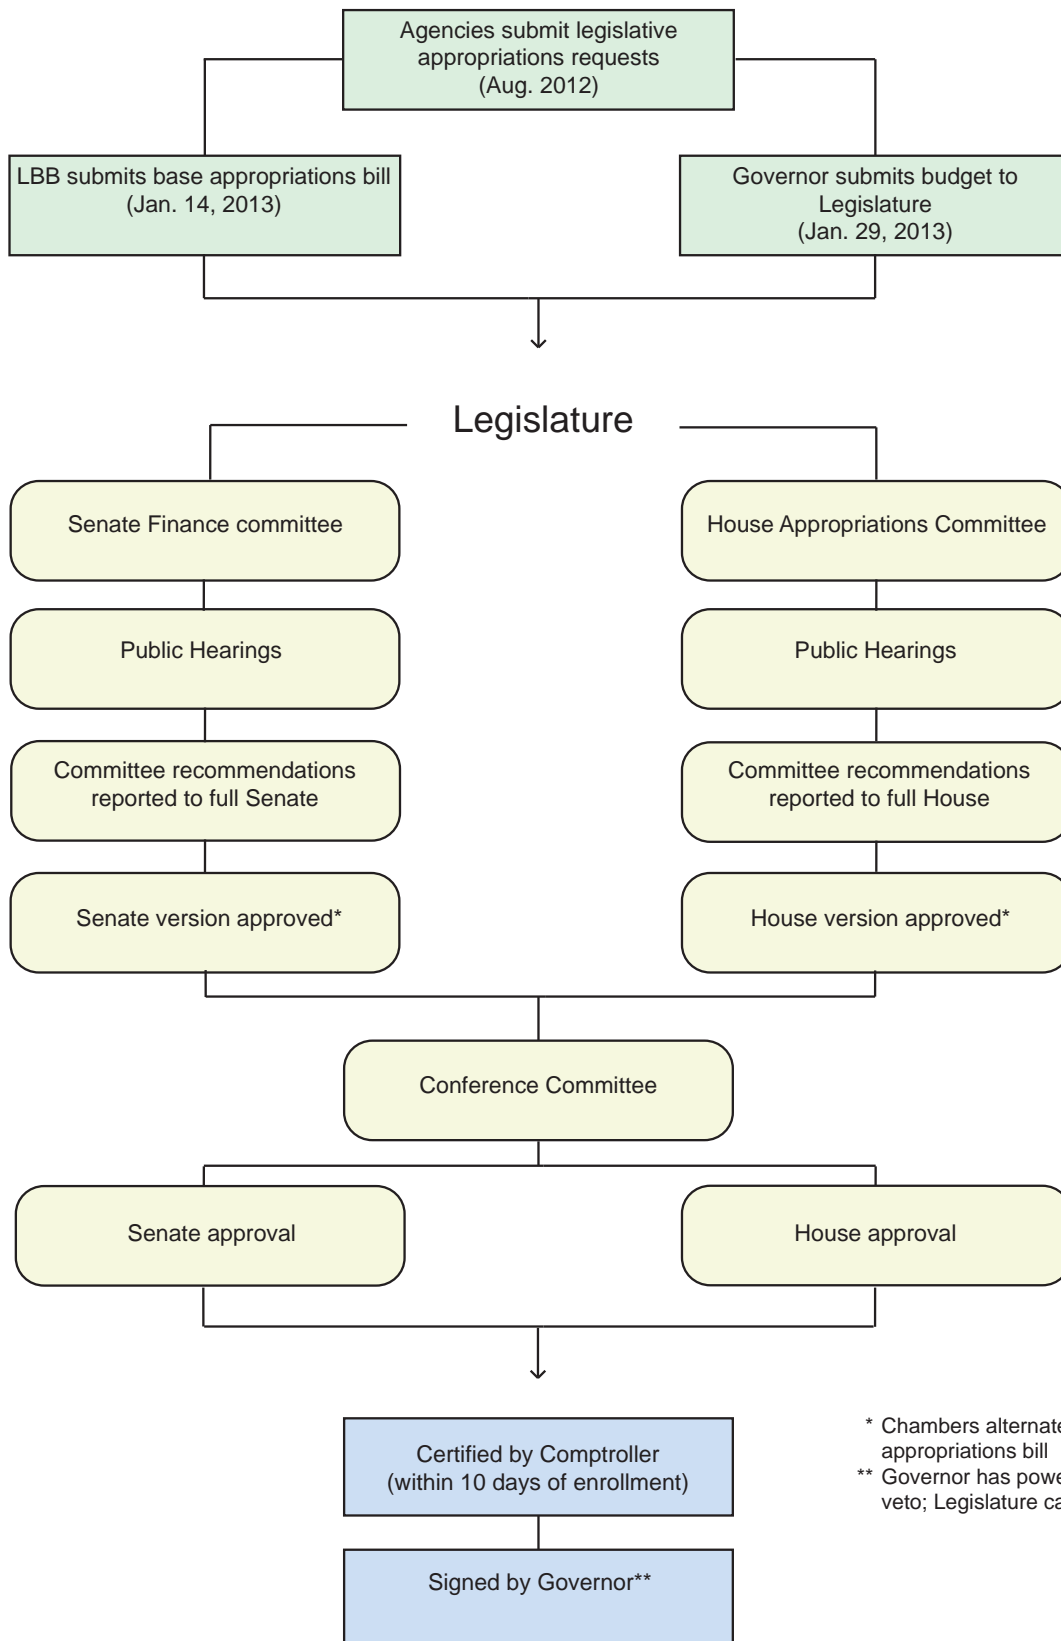 Agencies submit legislative
appropriations requests
(Aug. 2012)
LBB submits base appropriations bill
(Jan. 14, 2013)
Governor submits budget to
Legislature
(Jan. 29, 2013)
Legislature
Senate Finance committee
House Appropriations Committee
Public Hearings
Public Hearings
Committee recommendations
reported to full Senate
Committee recommendations
reported to full House
Senate version approved*
House version approved*
Conference Committee
Senate approval
House approval
Certified by Comptroller
(within 10 days of enrollment)
Signed by Governor**
* Chambers alternate
appropriations bill
** Governor has power
veto; Legislature